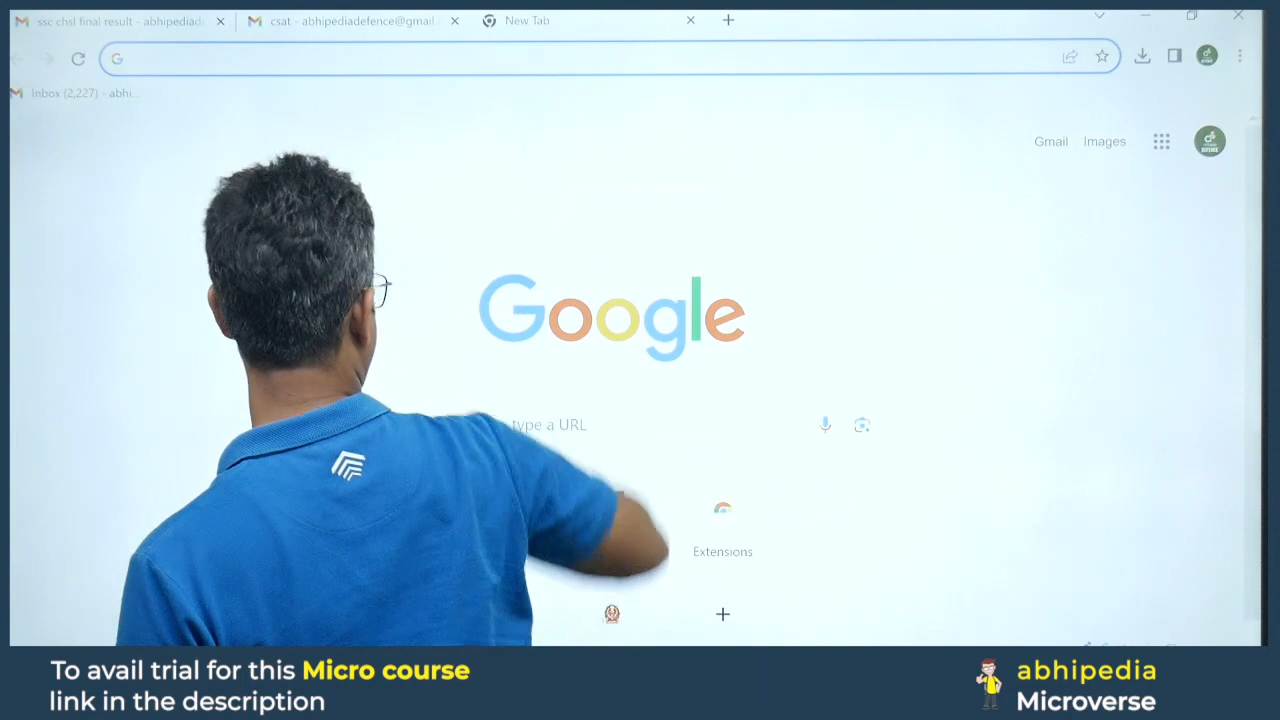 ssc chsl final result - abhipediad
csat - abhipediadefence@gmail.
New Tab
Inbox (2,227) - abhi...
Gmail
Images
Google
type a URL
Extensions
To avail trial for this Micro course
link in the description
abhipedia
Microverse